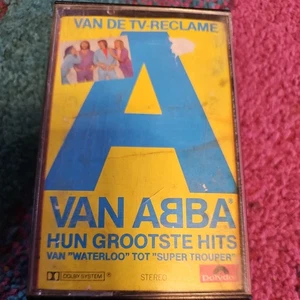 VAN DE TV-RECLAME
A
VAN ABBA
HUN GROOTSTE HITS
VAN "WATERLOO" TOT "SUPER TROUPER"
DOLBY SYSTEM STEREO Polydor